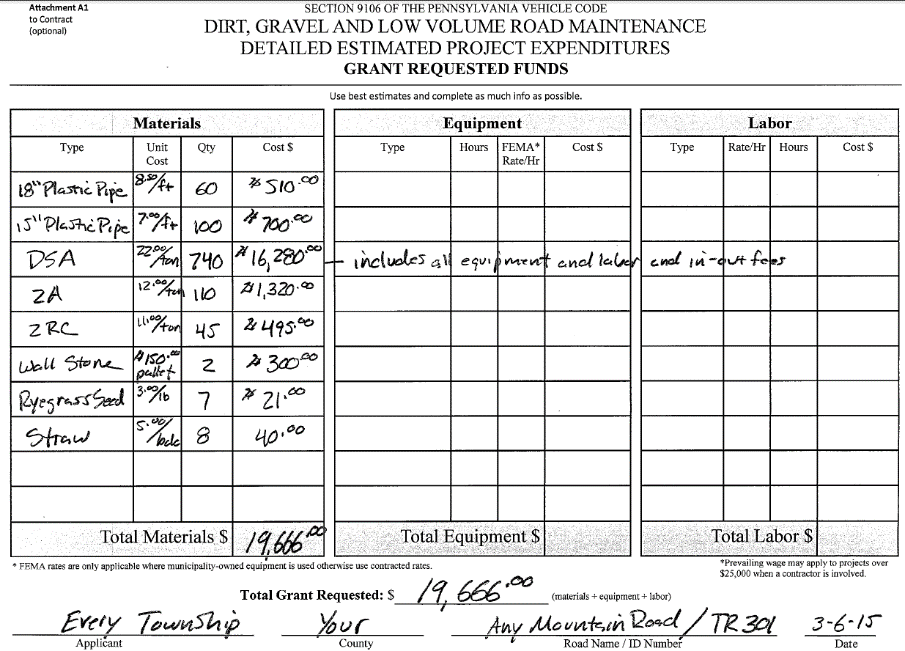 Attachment A1
to Contract
(optional)
SECTION 9106 OF THE PENNSYLVANIA VEHICLE CODE
DIRT, GRAVEL AND LOW VOLUME ROAD MAINTENANCE
DETAILED ESTIMATED PROJECT EXPENDITURES
GRANT REQUESTED FUNDS
Use best estimates and complete as much info as possible.
Materials Equipment Labor
Type Unit Cost Qty Cost $ Type Hours FEMA* Rate/Hr Cost $ Type Rate/Hr Hours Cost $
18" Plastic Pipe 8.50/ft 60 $510.00
15" Plastic Pipe 7.00/ft 100 $700.00
DSA 22.00/ton 740 $16,280.00 – includes all equipment and labor and in-out fees
2A 12.00/ton 110 $1,320.00
2RC 11.00/ton 45 $495.00
Wall Stone $150.00 pallet 2 $300.00
Ryegrass Seed 3.00/lb 7 $21.00
Straw 5.00/bale 8 40.00
Total Materials $ 19,666.00 Total Equipment $ Total Labor $
* FEMA rates are only applicable where municipality-owned equipment is used otherwise use contracted rates.
*Prevailing wage may apply to projects over
$25,000 when a contractor is involved.
Total Grant Requested: $ 19,666.00 (materials + equipment + labor)
Every Township Your Any Mountain Road / TR301 3-6-15
Applicant County Road Name / ID Number Date